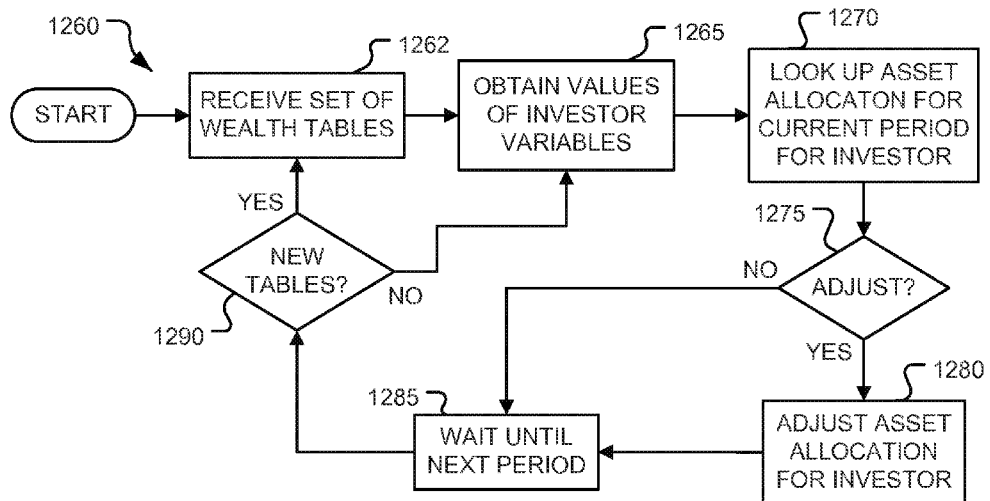 1260
START
1262
RECEIVE SET OF
WEALTH TABLES
1265
OBTAIN VALUES
OF INVESTOR
VARIABLES
1270
LOOK UP ASSET
ALLOCATON FOR
CURRENT PERIOD
FOR INVESTOR
1275
ADJUST?
NO
YES
1280
ADJUST ASSET
ALLOCATION
FOR INVESTOR
1285
WAIT UNTIL
NEXT PERIOD
1290
NEW
TABLES?
YES
NO